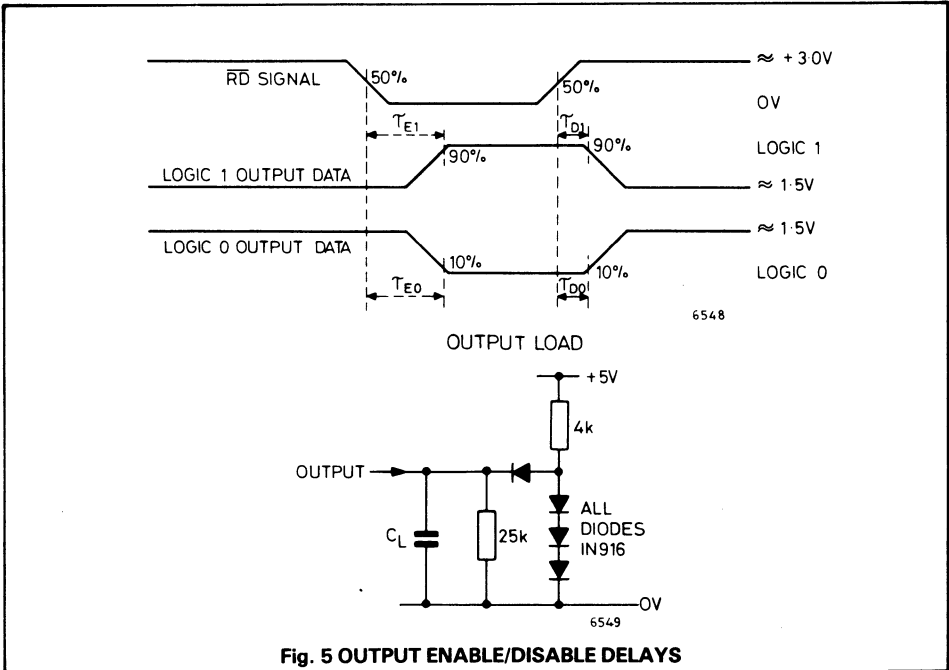 ≈ +3·0V
RD SIGNAL
50%
50%
0V
τE1
τD1
LOGIC 1
90%
90%
LOGIC 1 OUTPUT DATA
≈ 1·5V
≈ 1·5V
LOGIC 0 OUTPUT DATA
10%
10%
LOGIC 0
τE0
τD0
6548
OUTPUT LOAD
+5V
4k
OUTPUT
ALL
DIODES
IN916
CL
25k
0V
6549
Fig. 5 OUTPUT ENABLE/DISABLE DELAYS